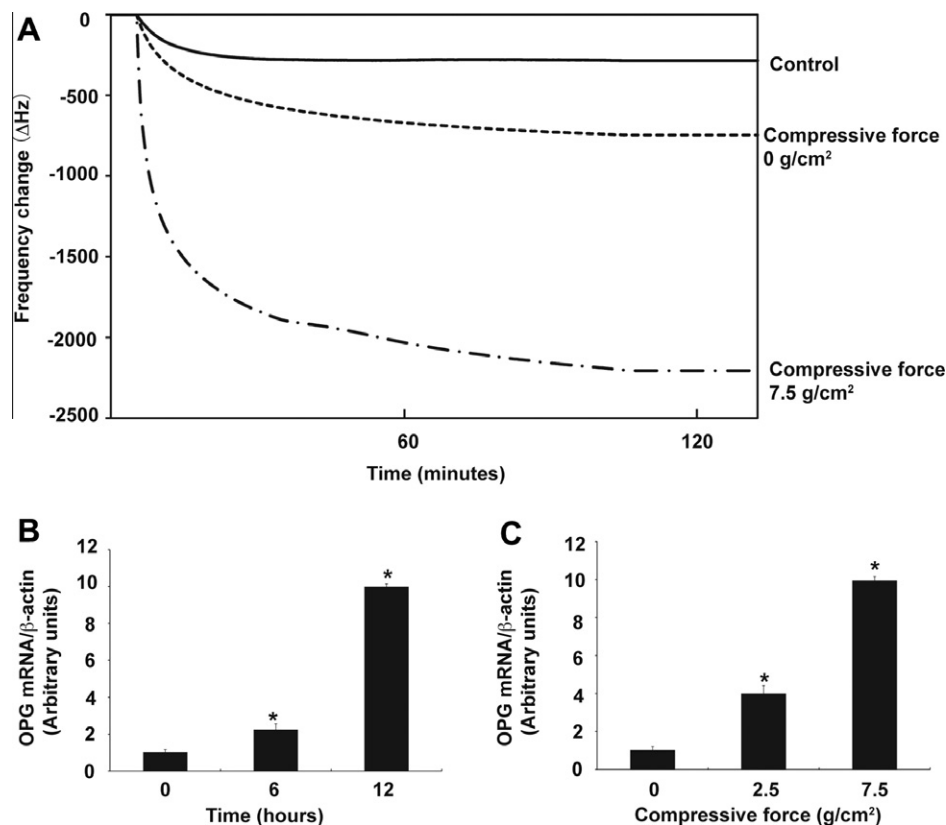 A
Frequency change (ΔHz)
0
-500
-1000
-1500
-2000
-2500
60
120
Time (minutes)
Control
Compressive force
0 g/cm²
Compressive force
7.5 g/cm²
B
OPG mRNA/β-actin
(Arbitrary units)
12
10
8
6
4
2
0
*
*
0
6
12
Time (hours)
C
OPG mRNA/β-actin
(Arbitrary units)
12
10
8
6
4
2
0
*
*
0
2.5
7.5
Compressive force (g/cm²)